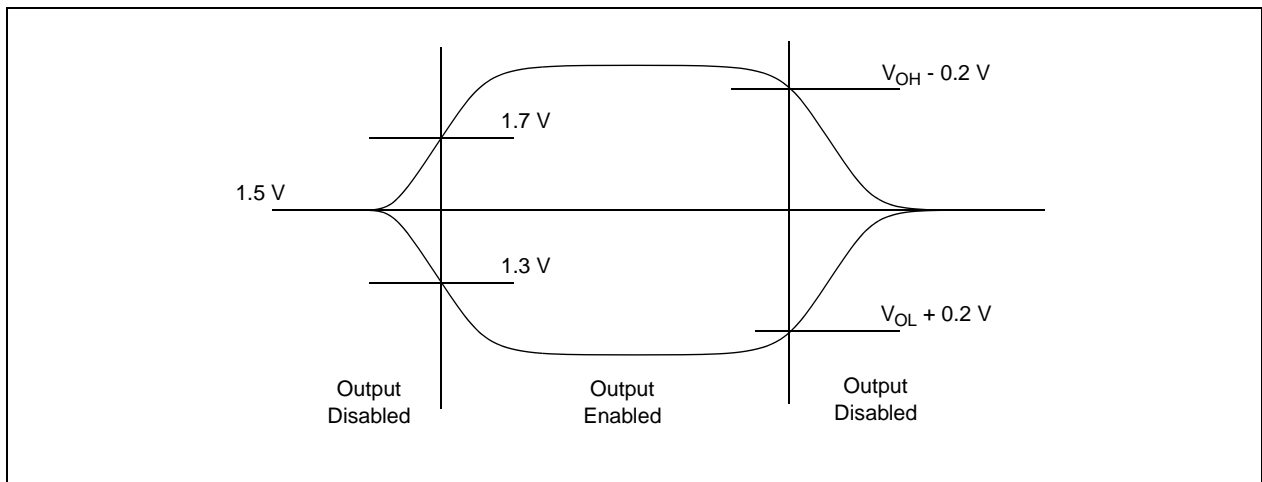 V_OH - 0.2 V
1.7 V
1.5 V
1.3 V
V_OL + 0.2 V
Output
Disabled
Output
Enabled
Output
Disabled